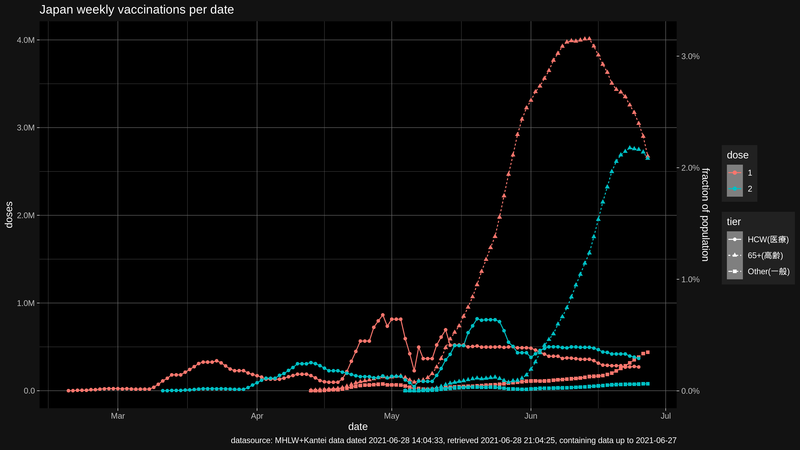 Japan weekly vaccinations per date
4.0M
3.0M
2.0M
1.0M
0.0
doses
3.0%
2.0%
1.0%
0.0%
fraction of population
Mar
Apr
May
Jun
Jul
date
dose
1
2
tier
HCW(医療)
65+(高齢)
Other(一般)
datasource: MHLW+Kantei data dated 2021-06-28 14:04:33, retrieved 2021-06-28 21:04:25, containing data up to 2021-06-27